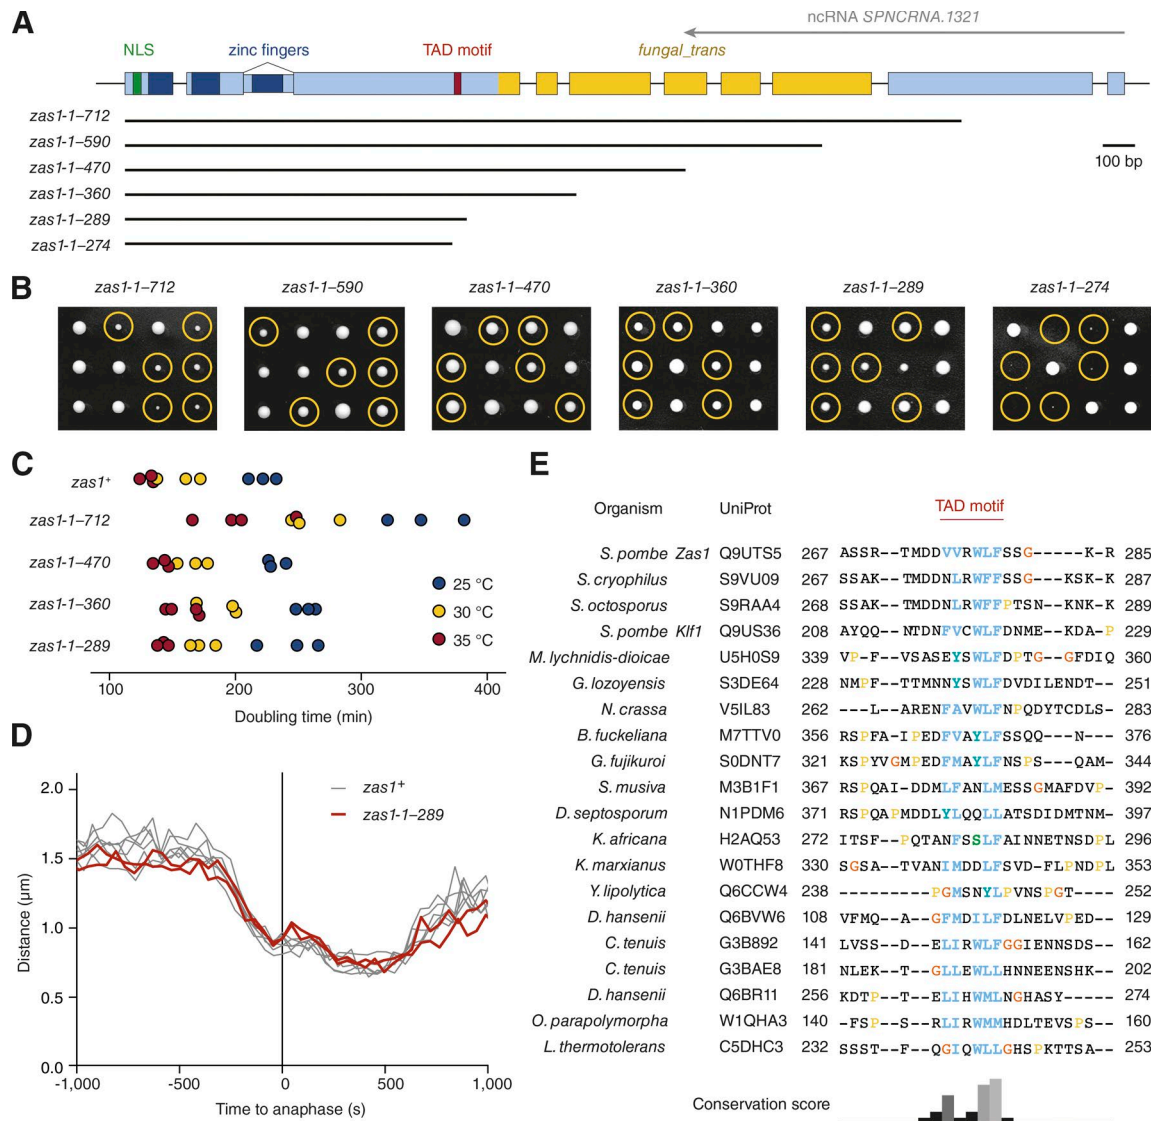 A
ncRNA SPNCRNA.1321
NLS zinc fingers TAD motif fungal_trans
zas1-1–712
zas1-1–590
zas1-1–470
100 bp
zas1-1–360
zas1-1–289
zas1-1–274
B
zas1-1–712 zas1-1–590 zas1-1–470 zas1-1–360 zas1-1–289 zas1-1–274
C
zas1+
zas1-1–712
zas1-1–470
zas1-1–360
zas1-1–289
25 °C
30 °C
35 °C
100 200 300 400
Doubling time (min)
D
zas1+
zas1-1-289
2.0
1.5
1.0
0.5
0.0
Distance (µm)
-1,000 -500 0 500 1,000
Time to anaphase (s)
E
Organism UniProt TAD motif
S. pombe Zas1 Q9UTS5 267 ASSR--TMDDVVRWLFSSG-----K-R 285
S. cryophilus S9VU09 267 SSAK--TMDDNLRWFFSSG---KSK-K 287
S. octosporus S9RAA4 268 SSAK--TMDDNLRWFFPTSN--KNK-K 289
S. pombe Klf1 Q9US36 208 AYQQ--NTDNFVCWLFDNME--KDA-P 229
M. lychnidis-dioicae U5H0S9 339 VP-F--VSASEYSWLFDPTG--GFDIQ 360
G. lozoyensis S3DE64 228 NMPF--TTMNNYSWLFDVDILENDT-- 251
N. crassa V5IL83 262 ---L--ARENFAVWLFNPQDYTCDLS- 283
B. fuckeliana M7TTV0 356 RSPFA-IPEDFVAYLFSSQQ---N--- 376
G. fujikuroi S0DNT7 321 KSPYVGMPEDFMAYLFNSPS---QAM- 344
S. musiva M3B1F1 367 RSPQAI-DDMLFANLMESSGMAFDVP- 392
D. septosporum N1PDM6 371 RSPQAPMDDLYLQQLLATSDIDMTNM- 397
K. africana H2AQ53 272 ITSF--PQTANFSSLFAINNETNSDPL 296
K. marxianus W0THF8 330 SGSA-TVANIMDDLFSVD-FLPNDPL 353
Y. lipolytica Q6CCW4 238 --------PGMSNYLPVNSPGT---- 252
D. hansenii Q6BVW6 108 VFMQ--A-GFMDILFDLNELVPED-- 129
C. tenuis G3B892 141 LVSS--D-ELIRWLFGGIENNSDS-- 162
C. tenuis G3BAE8 181 NLEK--T-GLLEWLLHNNEENSHK-- 202
D. hansenii Q6BR11 256 KDTP--T-ELIHWMLNGHASY------ 274
O. parapolymorpha W1QHA3 140 -FSP--S--RLIRWMMHDLTEVSPS-- 160
L. thermotolerans C5DHC3 232 SSST--F--QGIQWLLGHSPKTTSA-- 253
Conservation score